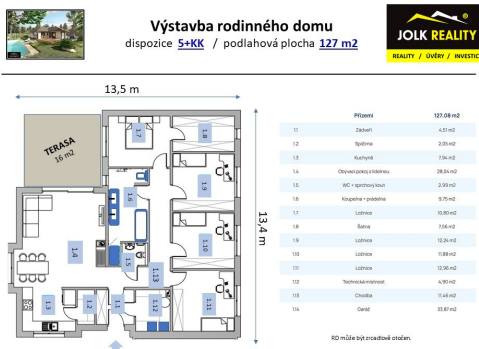 Výstavba rodinného domu
dispozice 5+KK / podlahová plocha 127 m2
JOLK REALITY
®
REALITY / ÚVĚRY / INVESTIC
13,5 m
13,4 m
TERASA
16 m2
1.7
1.8
1.6
1.9
1.4
1.5
1.10
1.13
1.3
1.2
1.1
1.12
1.11
Přízemí 127.08 m2
1.1 Zádveří 4,51 m2
1.2 Spižírna 2,03 m2
1.3 Kuchyně 7,94 m2
1.4 Obývací pokoj s jídelnou 28,04 m2
1.5 WC + sprchový kout 2,99 m2
1.6 Koupelna + prádelna 9,75 m2
1.7 Ložnice 10,80 m2
1.8 Šatna 7,56 m2
1.9 Ložnice 12,24 m2
1.10 Ložnice 11,88 m2
1.11 Ložnice 12,96 m2
1.12 Technická místnost 4,90 m2
1.13 Chodba 11,46 m2
1.14 Garáž 33,87 m2
RD může být zrcadlově otočen.